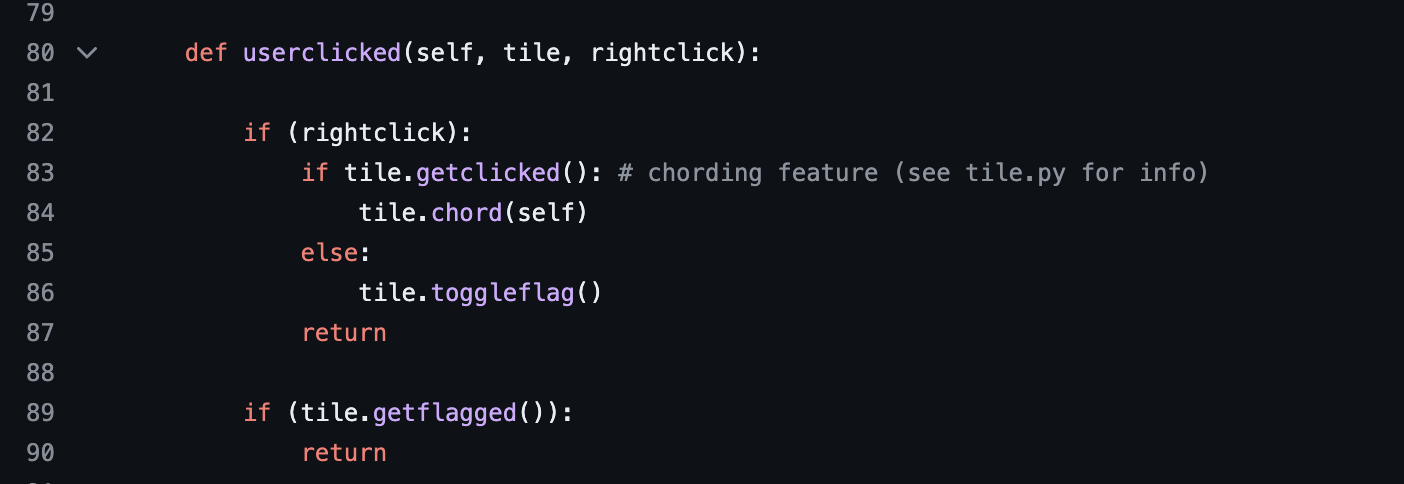 79
80 def userclicked(self, tile, rightclick):
81
82 if (rightclick):
83 if tile.getclicked(): # chording feature (see tile.py for info)
84 tile.chord(self)
85 else:
86 tile.toggleflag()
87 return
88
89 if (tile.getflagged()):
90 return